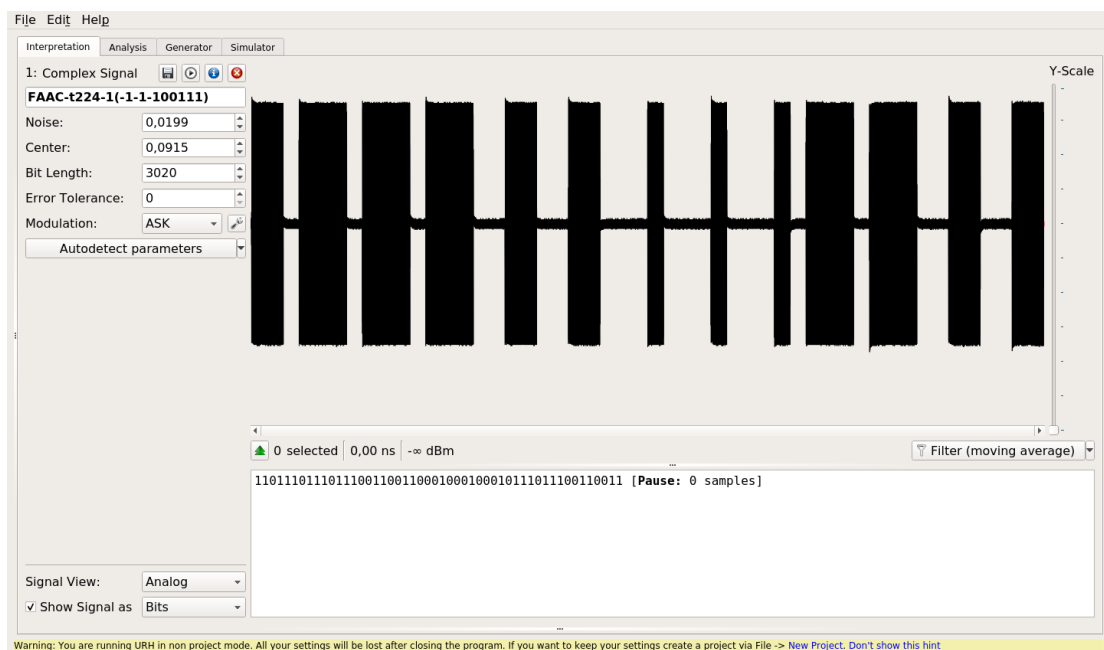 File Edit Help
Interpretation Analysis Generator Simulator
1: Complex Signal
Y-Scale
FAAC-t224-1(-1-1-100111)
Noise: 0,0199
Center: 0,0915
Bit Length: 3020
Error Tolerance: 0
Modulation: ASK
Autodetect parameters
0 selected 0,00 ns -∞ dBm
Filter (moving average)
11011101110111001100110001000100010111011100110011 [Pause: 0 samples]
Signal View: Analog
Show Signal as Bits
Warning: You are running URH in non project mode. All your settings will be lost after closing the program. If you want to keep your settings create a project via File -> New Project. Don't show this hint